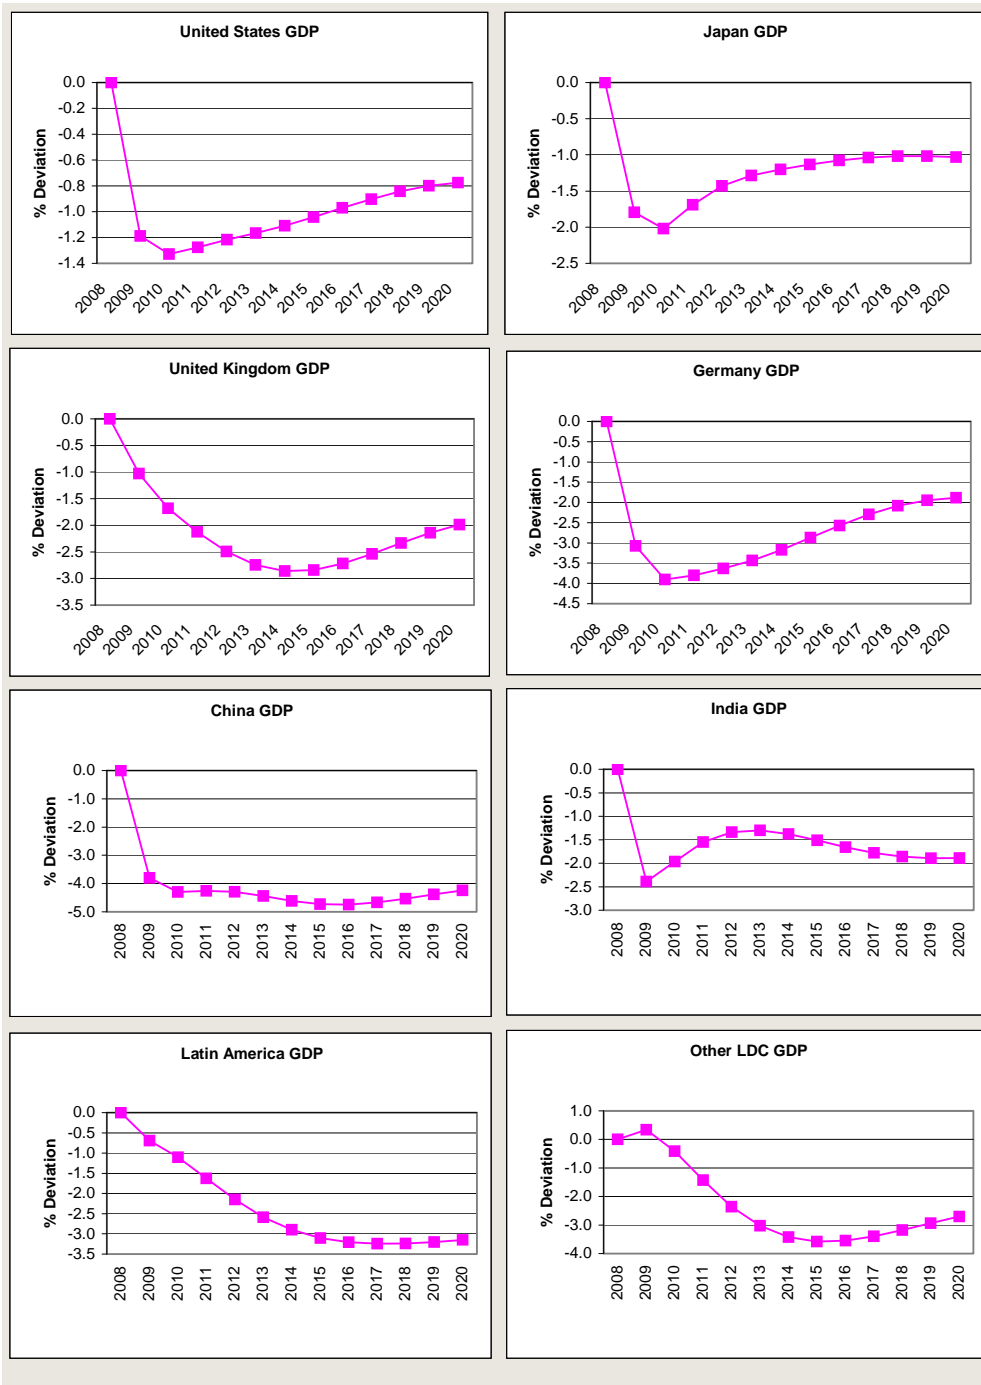 United States GDP
% Deviation
0.0
-0.2
-0.4
-0.6
-0.8
-1.0
-1.2
-1.4
2008 2009 2010 2011 2012 2013 2014 2015 2016 2017 2018 2019 2020
Japan GDP
% Deviation
0.0
-0.5
-1.0
-1.5
-2.0
-2.5
2008 2009 2010 2011 2012 2013 2014 2015 2016 2017 2018 2019 2020
United Kingdom GDP
% Deviation
0.0
-0.5
-1.0
-1.5
-2.0
-2.5
-3.0
-3.5
2008 2009 2010 2011 2012 2013 2014 2015 2016 2017 2018 2019 2020
Germany GDP
% Deviation
0.0
-0.5
-1.0
-1.5
-2.0
-2.5
-3.0
-3.5
-4.0
-4.5
2008 2009 2010 2011 2012 2013 2014 2015 2016 2017 2018 2019 2020
China GDP
% Deviation
0.0
-1.0
-2.0
-3.0
-4.0
-5.0
2008 2009 2010 2011 2012 2013 2014 2015 2016 2017 2018 2019 2020
India GDP
% Deviation
0.0
-0.5
-1.0
-1.5
-2.0
-2.5
-3.0
2008 2009 2010 2011 2012 2013 2014 2015 2016 2017 2018 2019 2020
Latin America GDP
% Deviation
0.0
-0.5
-1.0
-1.5
-2.0
-2.5
-3.0
-3.5
2008 2009 2010 2011 2012 2013 2014 2015 2016 2017 2018 2019 2020
Other LDC GDP
% Deviation
1.0
0.0
-1.0
-2.0
-3.0
-4.0
2008 2009 2010 2011 2012 2013 2014 2015 2016 2017 2018 2019 2020